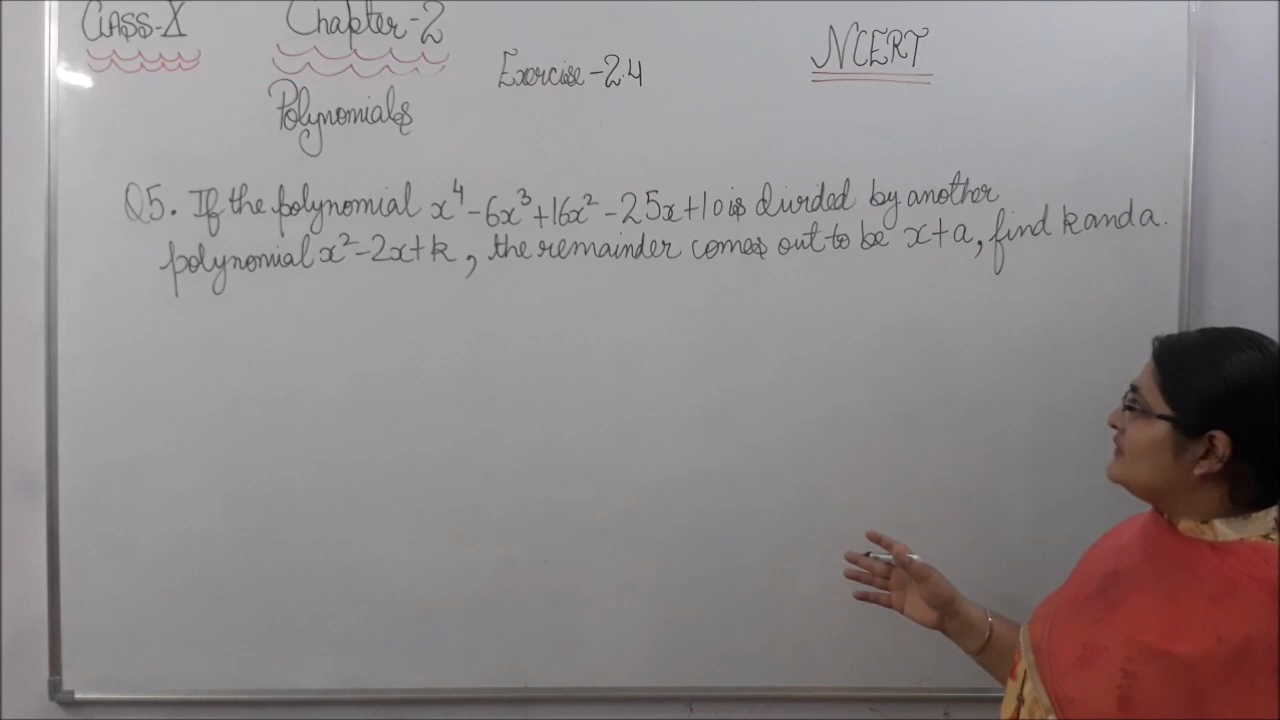 CLASS-X
Chapter-2
Polynomials
Exercise-2.4
NCERT
Q5. If the polynomial x⁴-6x³+16x²-25x+10 is divided by another
polynomial x²-2x+k, the remainder comes out to be x+a, find k and a.